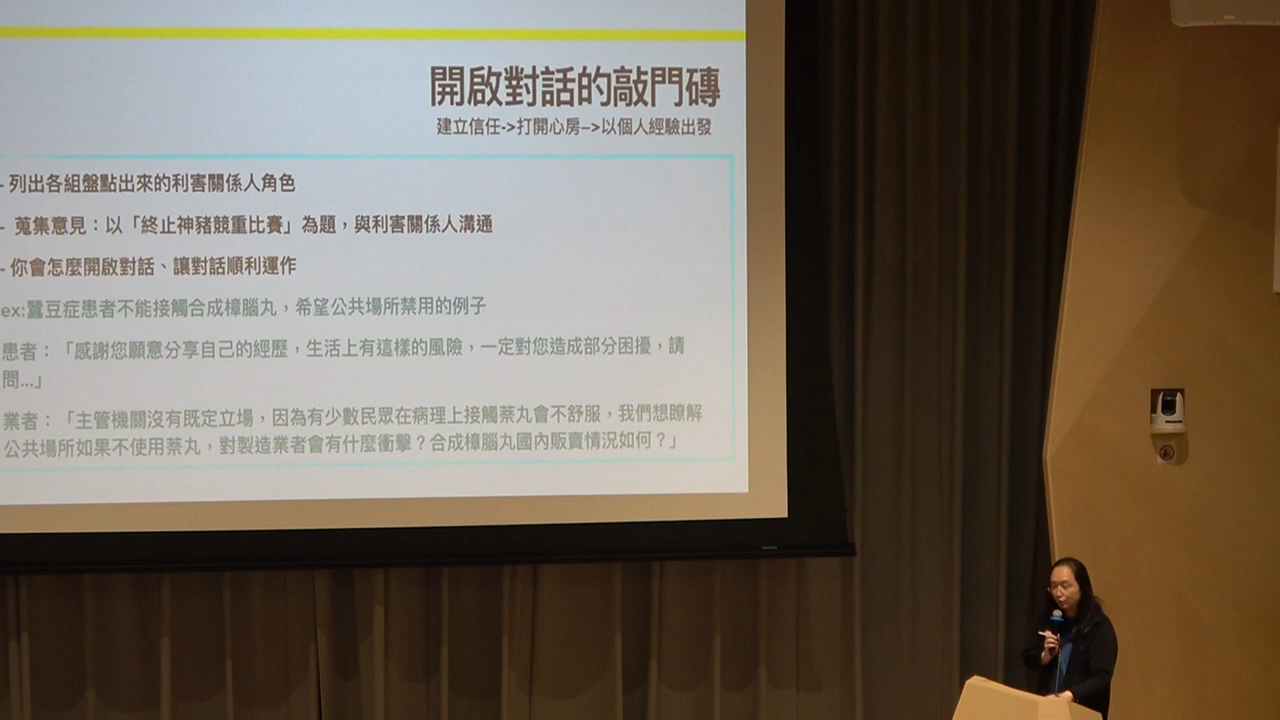 開啟對話的敲門磚
建立信任->打開心房–>以個人經驗出發
- 列出各組盤點出來的利害關係人角色
- 蒐集意見：以「終止神豬競重比賽」為題，與利害關係人溝通
- 你會怎麼開啟對話、讓對話順利運作
ex:蠶豆症患者不能接觸合成樟腦丸，希望公共場所禁用的例子
患者：「感謝您願意分享自己的經歷，生活上有這樣的風險，一定對您造成部分困擾，請
問...」
業者：「主管機關沒有既定立場，因為有少數民眾在病理上接觸萘丸會不舒服，我們想瞭解
公共場所如果不使用萘丸，對製造業者會有什麼衝擊？合成樟腦丸國內販賣情況如何？」